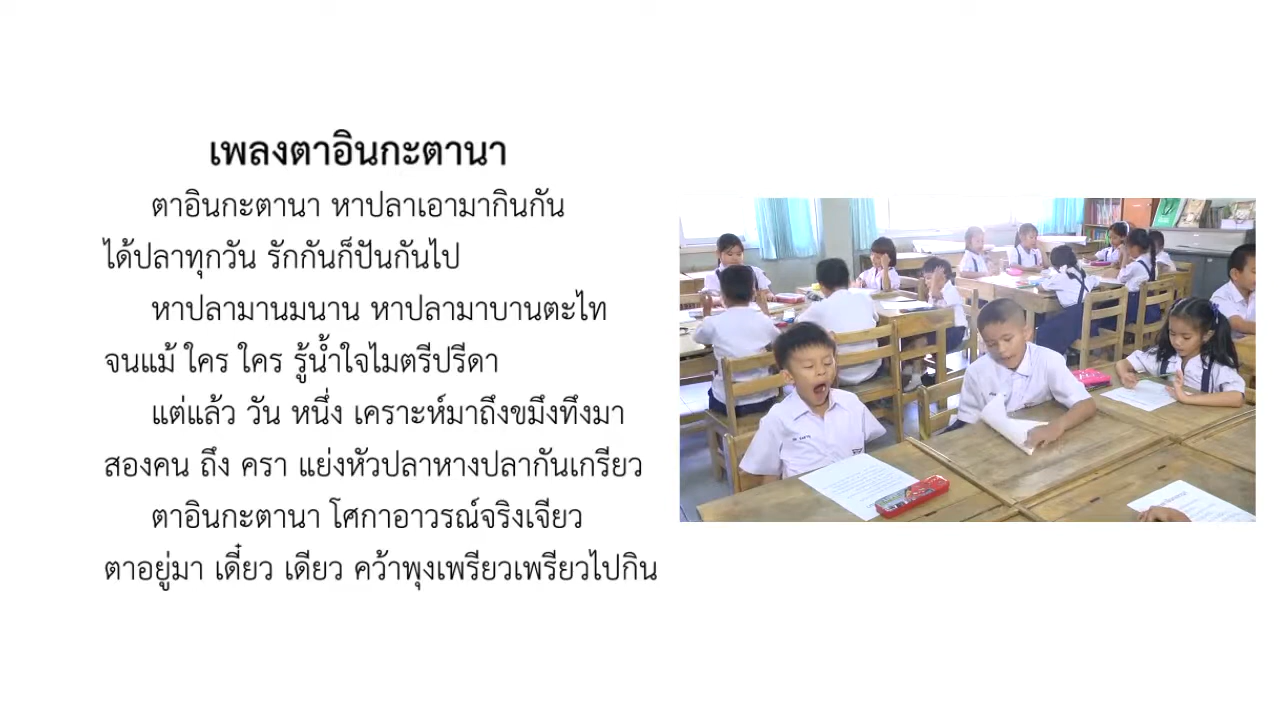 เพลงตาอินกะตานา
ตาอินกะตานา หาปลาเอามากินกัน
ได้ปลาทุกวัน รักกันก็ปันกันไป
หาปลามานมนาน หาปลามาบานตะไท
จนแม้ ใคร ใคร รู้น้ำใจไมตรีปรีดา
แต่แล้ว วัน หนึ่ง เคราะห์มาถึงขมึงทึงมา
สองคน ถึง ครา แย่งหัวปลาหางปลากันเกรียว
ตาอินกะตานา โศกาอาวรณ์จริงเจียว
ตาอยู่มา เดี๋ยว เดียว คว้าพุงเพรียวเพรียวไปกิน